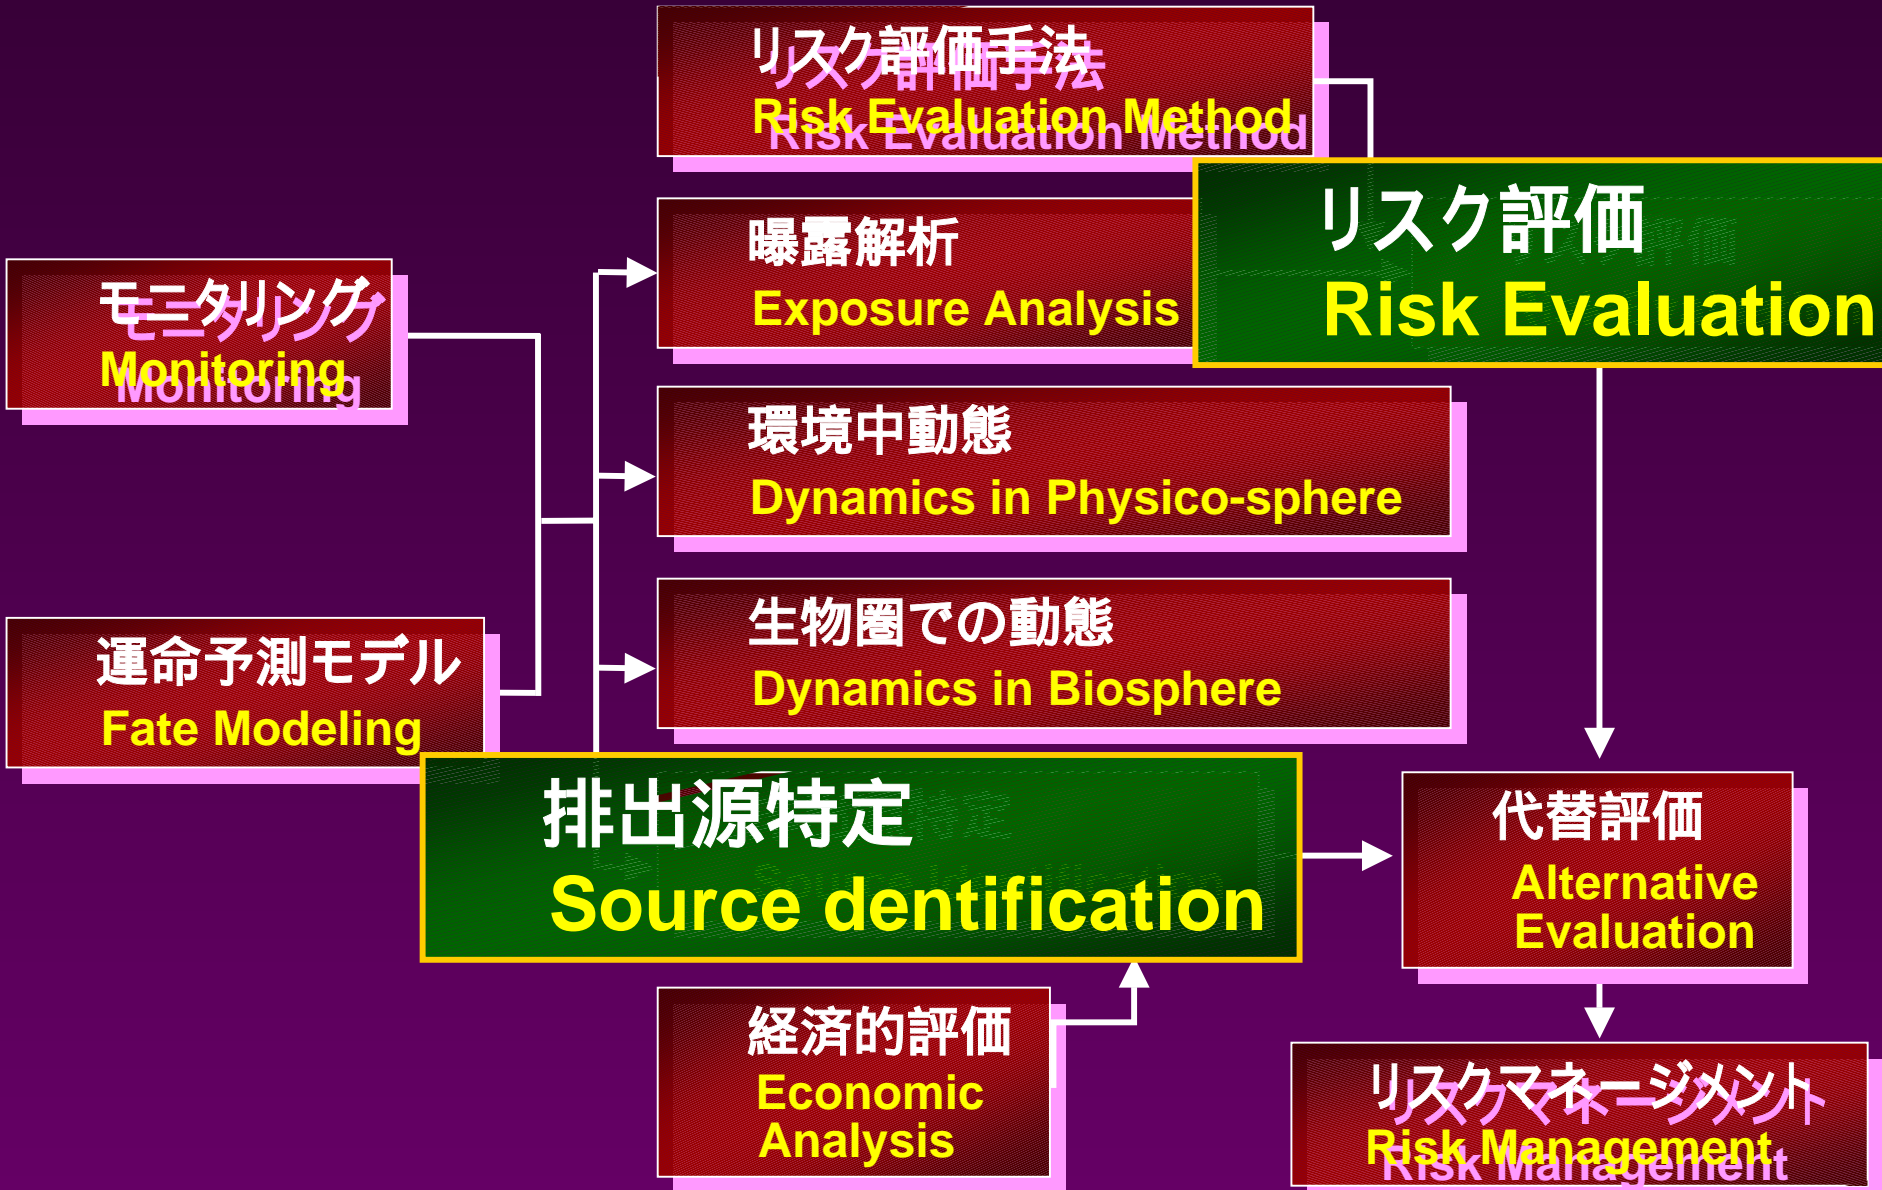 リスク評価手法
Risk Evaluation Method
リスク評価
Risk Evaluation
曝露解析
Exposure Analysis
モニタリング
Monitoring
環境中動態
Dynamics in Physico-sphere
生物圏での動態
Dynamics in Biosphere
運命予測モデル
Fate Modeling
排出源特定
Source dentification
代替評価
Alternative
Evaluation
経済的評価
Economic
Analysis
リスクマネージメント
Risk Management